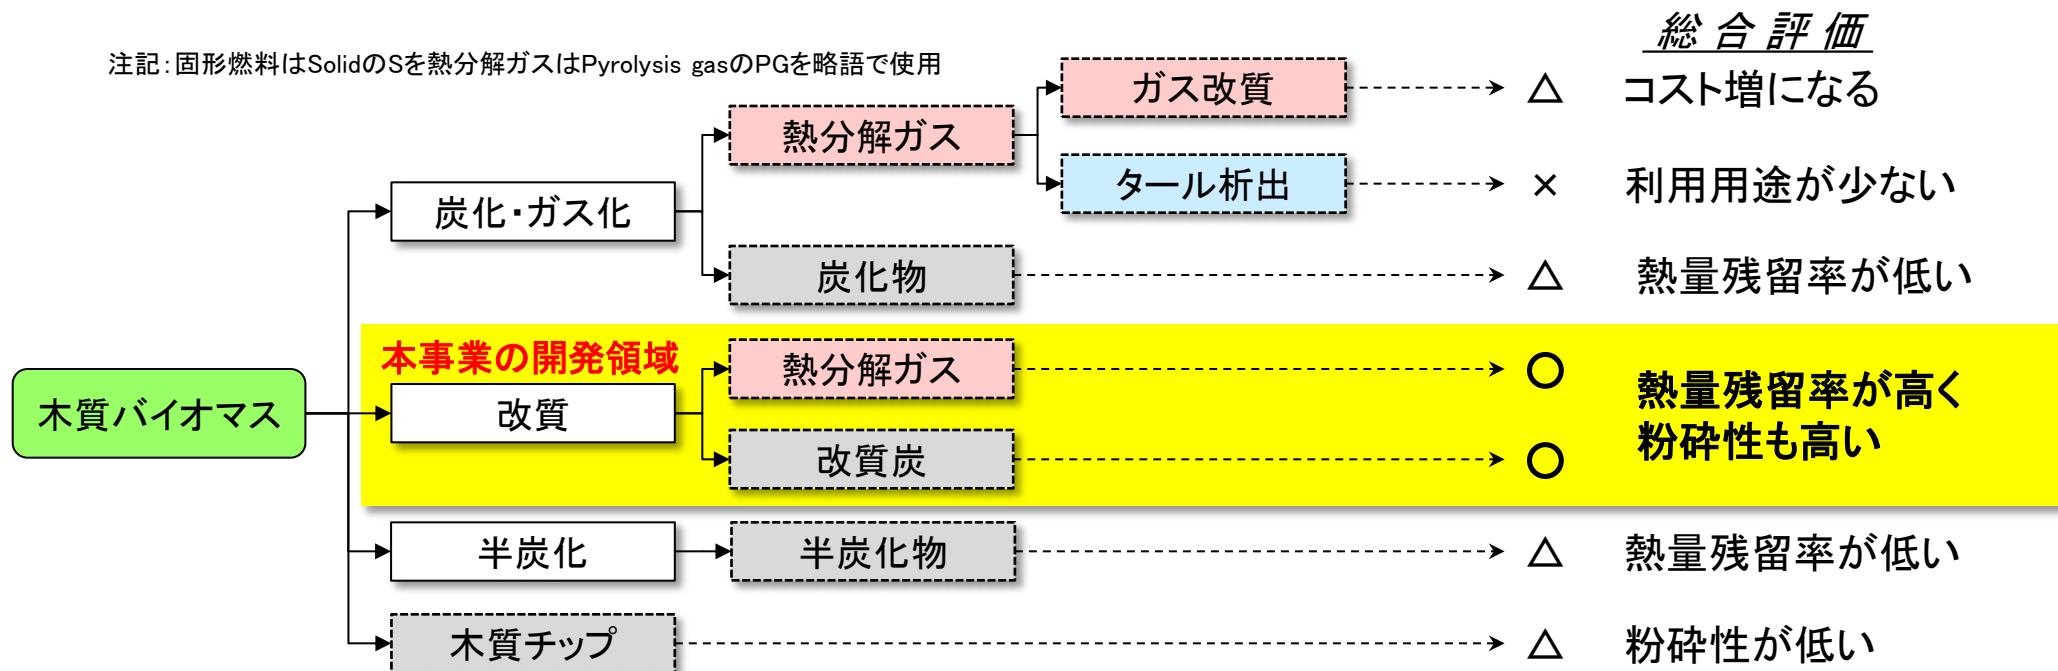 総合評価
注記：固形燃料はSolidのSを熱分解ガスはPyrolysis gasのPGを略語で使用
ガス改質
△
コスト増になる
熱分解ガス
タール析出
×
利用用途が少ない
炭化・ガス化
炭化物
△
熱量残留率が低い
本事業の開発領域
熱分解ガス
○
熱量残留率が高く
木質バイオマス
改質
粉砕性も高い
改質炭
○
半炭化
半炭化物
△
熱量残留率が低い
木質チップ
△
粉砕性が低い